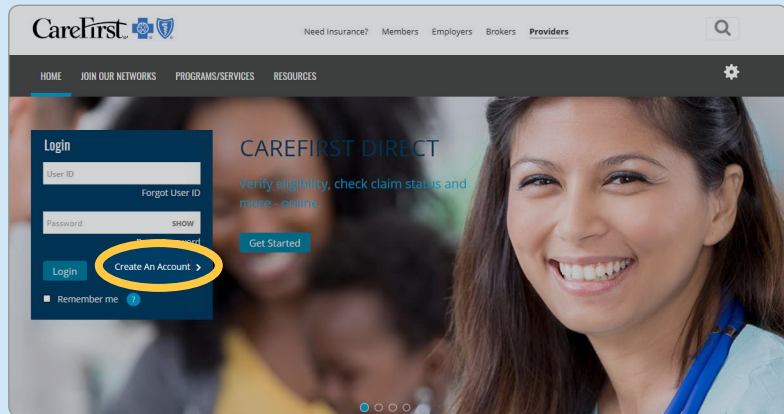 CareFirst
Need Insurance? Members Employers Brokers Providers
HOME JOIN OUR NETWORKS PROGRAMS/SERVICES RESOURCES
Login
User ID
Forgot User ID
Password SHOW
Login
Create An Account >
Remember me ?
CAREFIRST DIRECT
Verify eligibility, check claim status and
more - online
Get Started